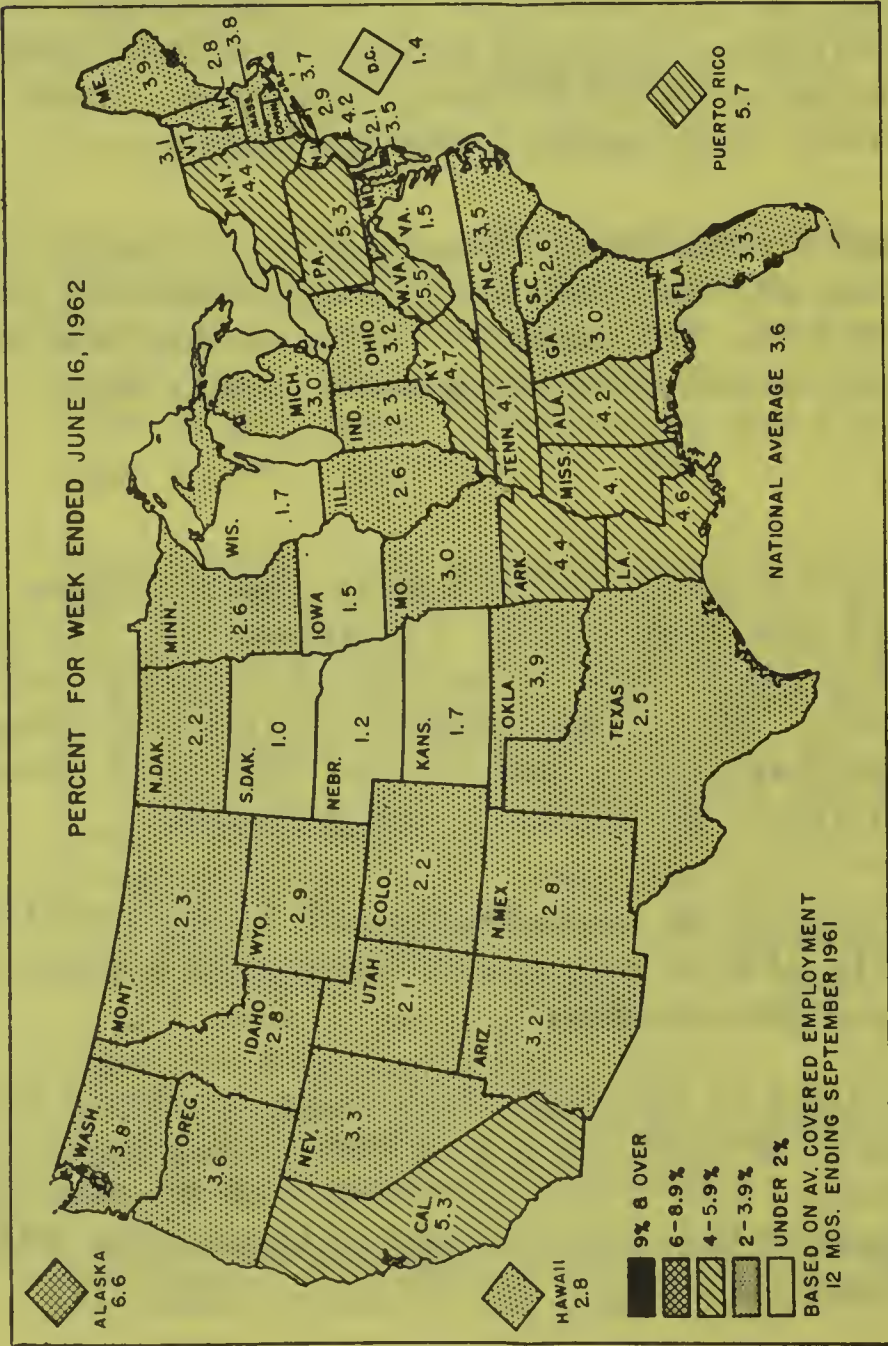 PERCENT FOR WEEK ENDED JUNE 16, 1962
ALASKA
6.6
WASH.
3.8
OREG.
3.6
CAL.
5.3
NEV.
3.3
IDAHO
2.8
MONT.
2.3
WYO.
2.9
UTAH
2.1
COLO.
2.2
ARIZ.
3.2
N.MEX.
2.8
N.DAK.
2.2
S.DAK.
1.0
NEBR.
1.2
KANS.
1.7
OKLA
3.9
TEXAS
2.5
MINN.
2.6
IOWA
1.5
MO.
3.0
ARK.
4.4
LA.
4.6
WIS.
1.7
ILL.
2.6
MICH.
3.0
IND.
2.3
OHIO
3.2
KY.
4.7
TENN. 4.1
MISS.
4.1
ALA.
4.2
GA
3.0
FLA.
3.3
S.C.
2.6
N.C. 3.5
VA.
1.5
W.VA.
5.5
PA.
5.3
N.Y.
4.4
VT.
3.1
N.H.
2.8
ME.
3.9
MASS.
3.8
CONN.
3.7
2.9
N.J.
4.2
2.1
MD.
3.5
D.C.
1.4
HAWAII
2.8
PUERTO RICO
5.7
NATIONAL AVERAGE 3.6
9% & OVER
6-8.9%
4-5.9%
2-3.9%
UNDER 2%
BASED ON AV. COVERED EMPLOYMENT
12 MOS. ENDING SEPTEMBER 1961